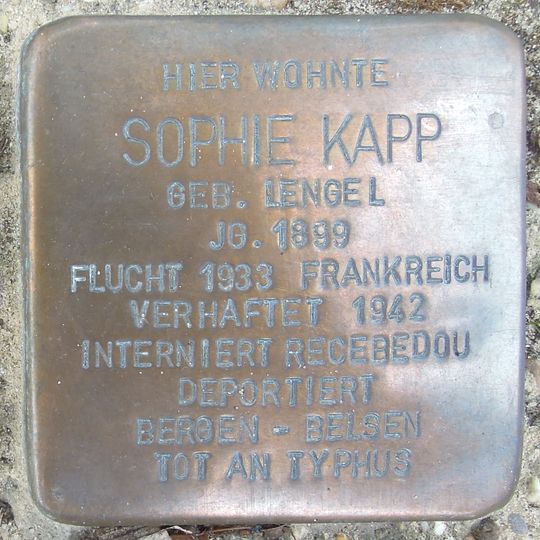 HIER WOHNTE
SOPHIE KAPP
GEB. LENGEL
JG. 1899
FLUCHT 1933 FRANKREICH
VERHAFTET 1942
INTERNIERT RECEBEDOU
DEPORTIERT
BERGEN - BELSEN
TOT AN TYPHUS